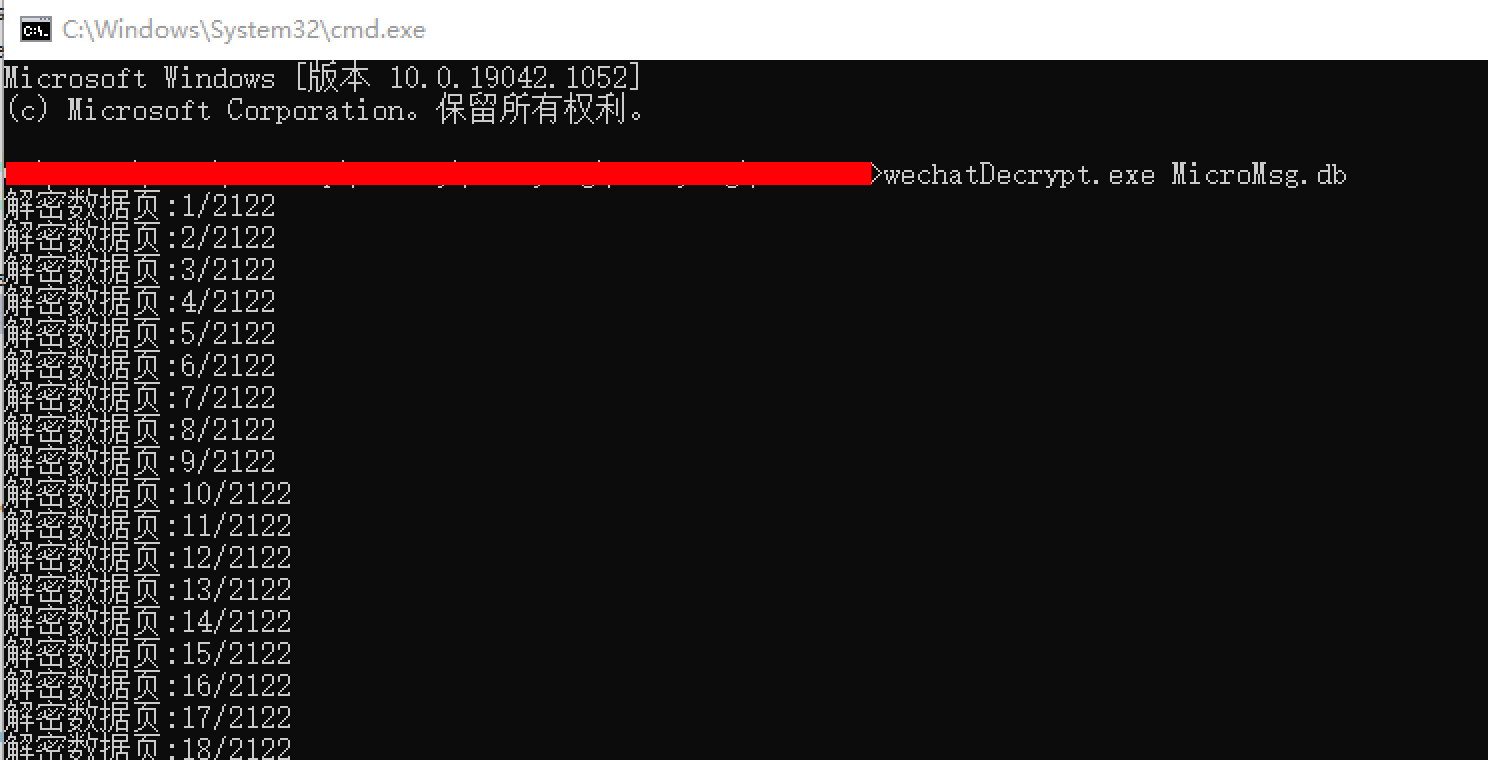 C:\Windows\System32\cmd.exe
Microsoft Windows [版本 10.0.19042.1052]
(c) Microsoft Corporation。保留所有权利。
>wechatDecrypt.exe MicroMsg.db
解密数据页:1/2122
解密数据页:2/2122
解密数据页:3/2122
解密数据页:4/2122
解密数据页:5/2122
解密数据页:6/2122
解密数据页:7/2122
解密数据页:8/2122
解密数据页:9/2122
解密数据页:10/2122
解密数据页:11/2122
解密数据页:12/2122
解密数据页:13/2122
解密数据页:14/2122
解密数据页:15/2122
解密数据页:16/2122
解密数据页:17/2122
解密数据页:18/2122